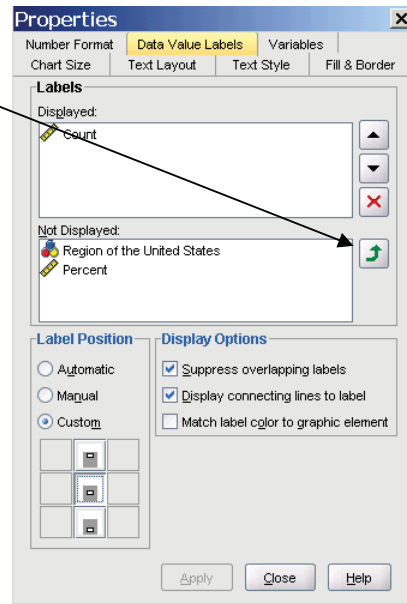 Properties
Number Format Data Value Labels Variables
Chart Size Text Layout Text Style Fill & Border
Labels
Displayed:
Count
Not Displayed:
Region of the United States
Percent
Label Position
Automatic
Manual
Custom
Display Options
Suppress overlapping labels
Display connecting lines to label
Match label color to graphic element
Apply Close Help